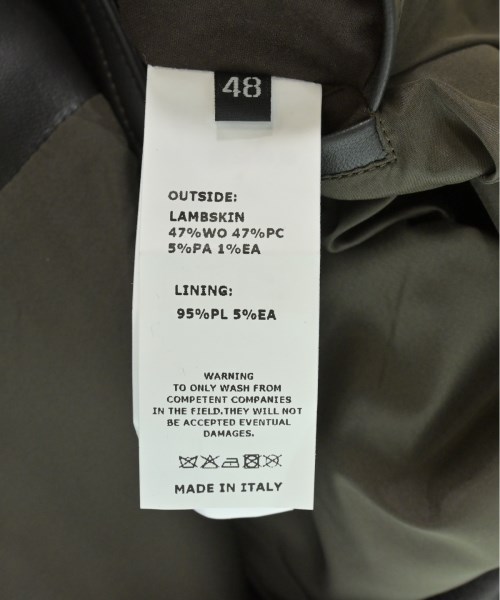 48
OUTSIDE:
LAMBSKIN
47%WO 47%PC
5%PA 1%EA
LINING:
95%PL 5%EA
WARNING
TO ONLY WASH FROM
COMPETENT COMPANIES
IN THE FIELD.THEY WILL NOT
BE ACCEPTED EVENTUAL
DAMAGES.
MADE IN ITALY